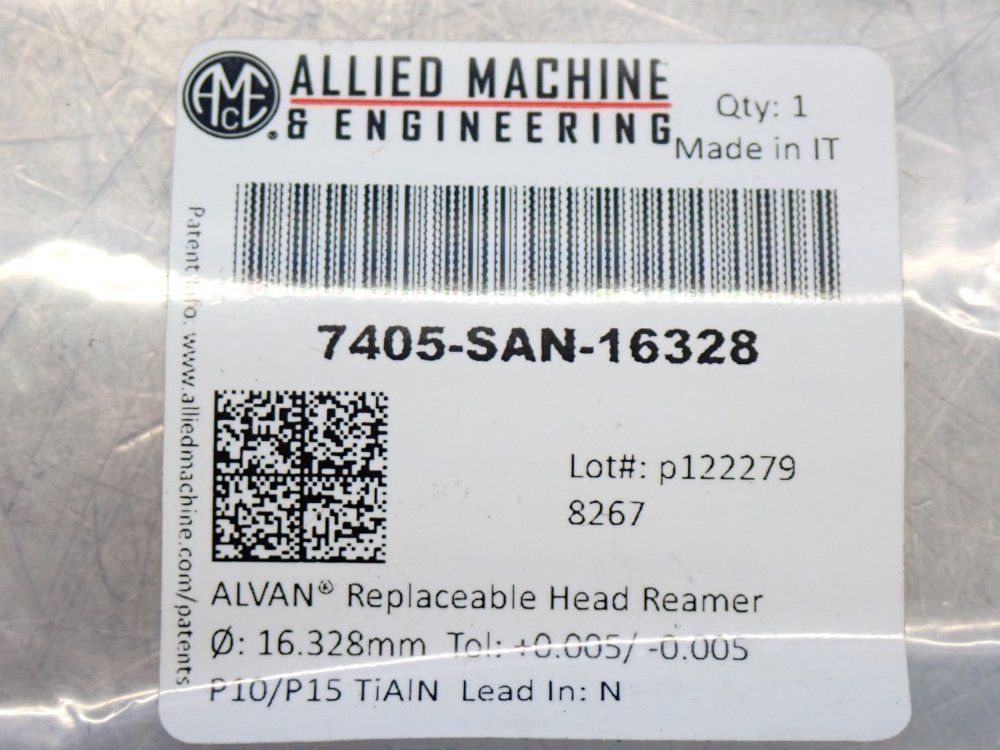 AMEC® ALLIED MACHINE
& ENGINEERING
Qty: 1
Made in IT
Patent Info: www.alliedmachine.com/patents
7405-SAN-16328
Lot#: p122279
8267
ALVAN® Replaceable Head Reamer
Ø: 16.328mm Tol: +0.005/ -0.005
P10/P15 TiAlN Lead In: N